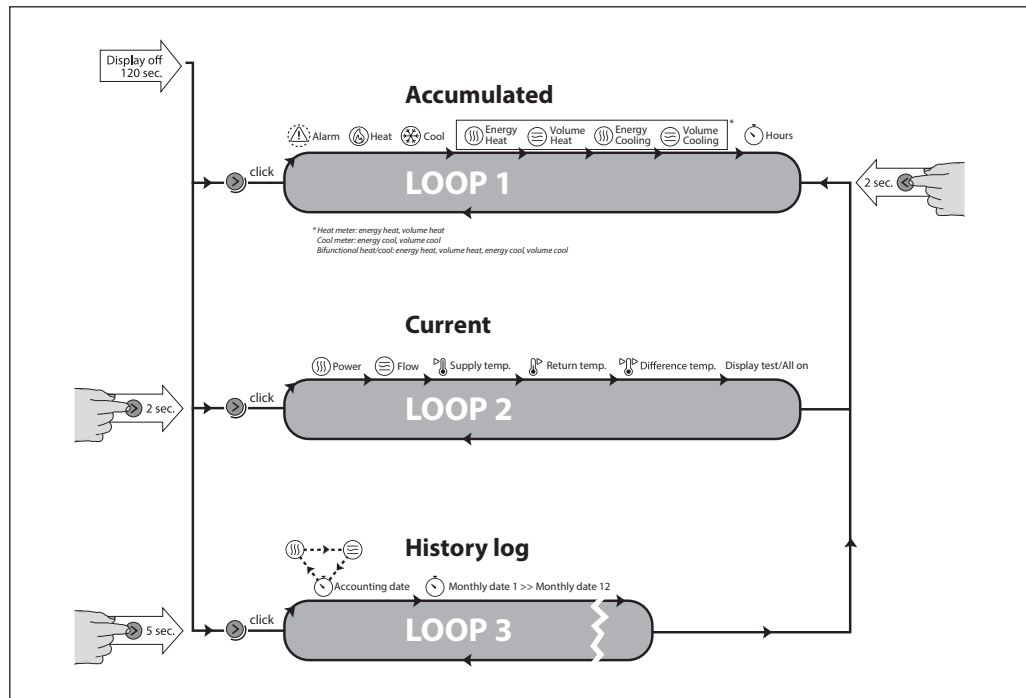 Display off
120 sec.
Accumulated
Alarm Heat Cool Energy Heat Volume Heat Energy Cooling Volume Cooling * Hours
click
LOOP 1
2 sec.
* Heat meter: energy heat, volume heat
Cool meter: energy cool, volume cool
Bifunctional heat/cool: energy heat, volume heat, energy cool, volume cool
Current
Power Flow Supply temp. Return temp. Difference temp. Display test/All on
click
2 sec.
LOOP 2
History log
Accounting date Monthly date 1 >> Monthly date 12
click
5 sec.
LOOP 3